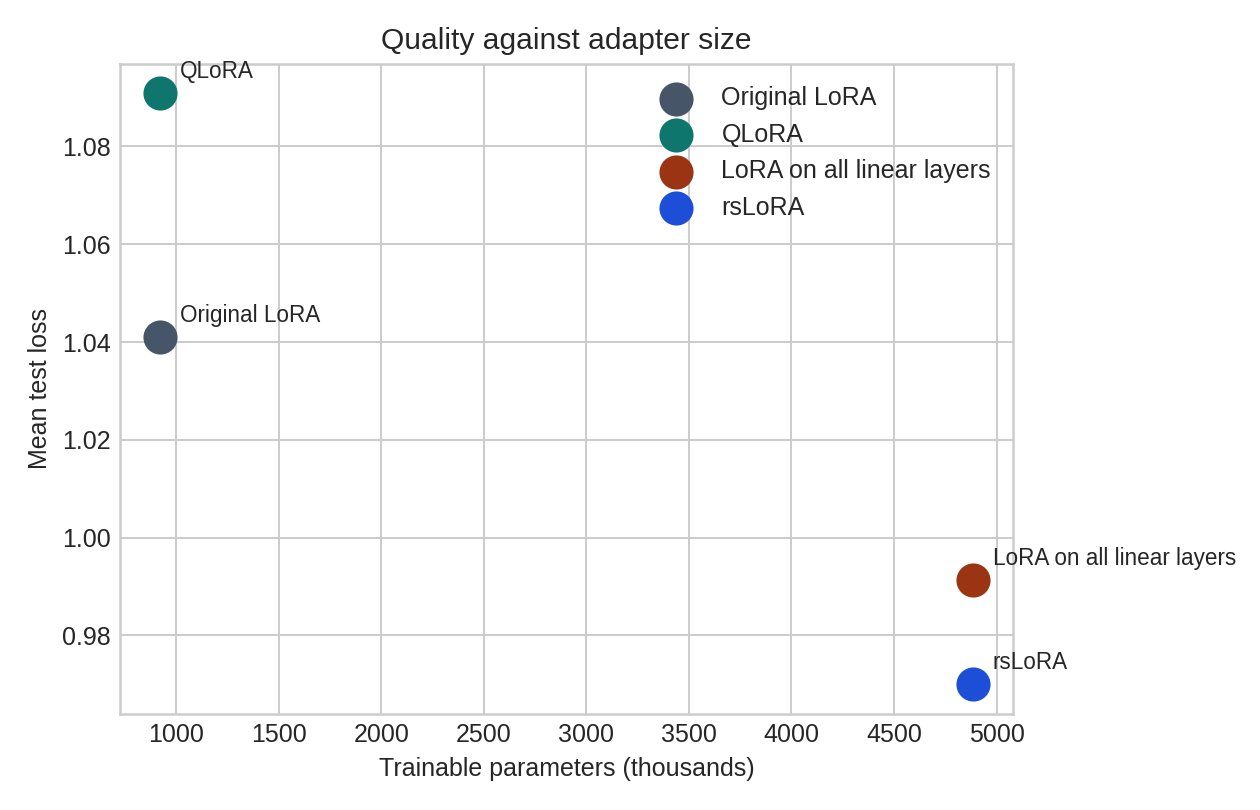 Quality against adapter size
QLoRA
Original LoRA
QLoRA
LoRA on all linear layers
rsLoRA
Original LoRA
LoRA on all linear layers
rsLoRA
Mean test loss
1.08
1.06
1.04
1.02
1.00
0.98
1000 1500 2000 2500 3000 3500 4000 4500 5000
Trainable parameters (thousands)